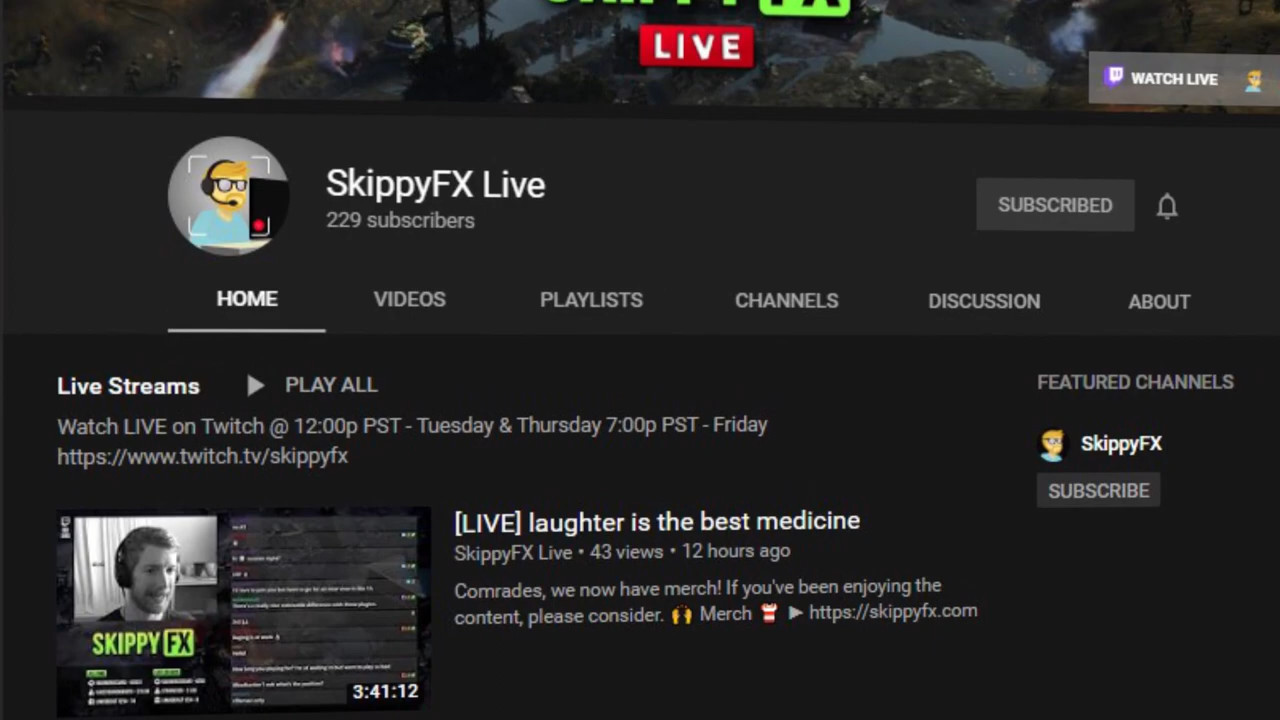 LIVE
WATCH LIVE
SkippyFX Live
229 subscribers
SUBSCRIBED
HOME VIDEOS PLAYLISTS CHANNELS DISCUSSION ABOUT
Live Streams PLAY ALL
FEATURED CHANNELS
Watch LIVE on Twitch @ 12:00p PST - Tuesday & Thursday 7:00p PST - Friday
https://www.twitch.tv/skippyfx
SkippyFX
SUBSCRIBE
[LIVE] laughter is the best medicine
SkippyFX Live • 43 views • 12 hours ago
Comrades, we now have merch! If you've been enjoying the
content, please consider. 🙌 Merch 🎽 ► https://skippyfx.com
SKIPPY FX
3:41:12